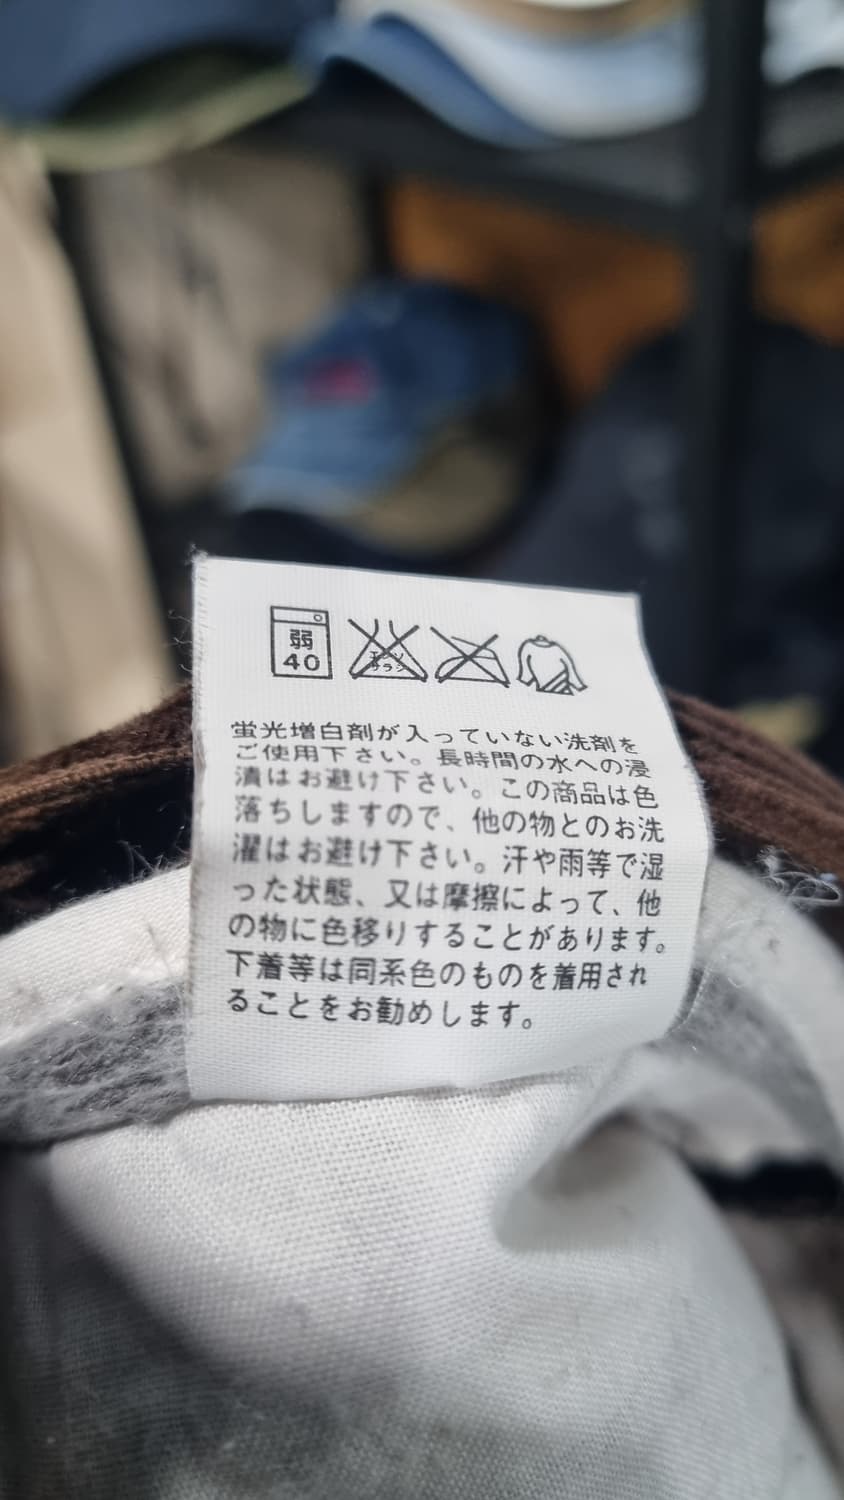 弱
40
エンソ
サラシ
蛍光増白剤が入っていない洗剤を
ご使用下さい。長時間の水への浸
漬はお避け下さい。この商品は色
落ちしますので、他の物とのお洗
濯はお避け下さい。汗や雨等で湿
った状態、又は摩擦によって、他
の物に色移りすることがあります。
下着等は同系色のものを着用され
ることをお勧めします。